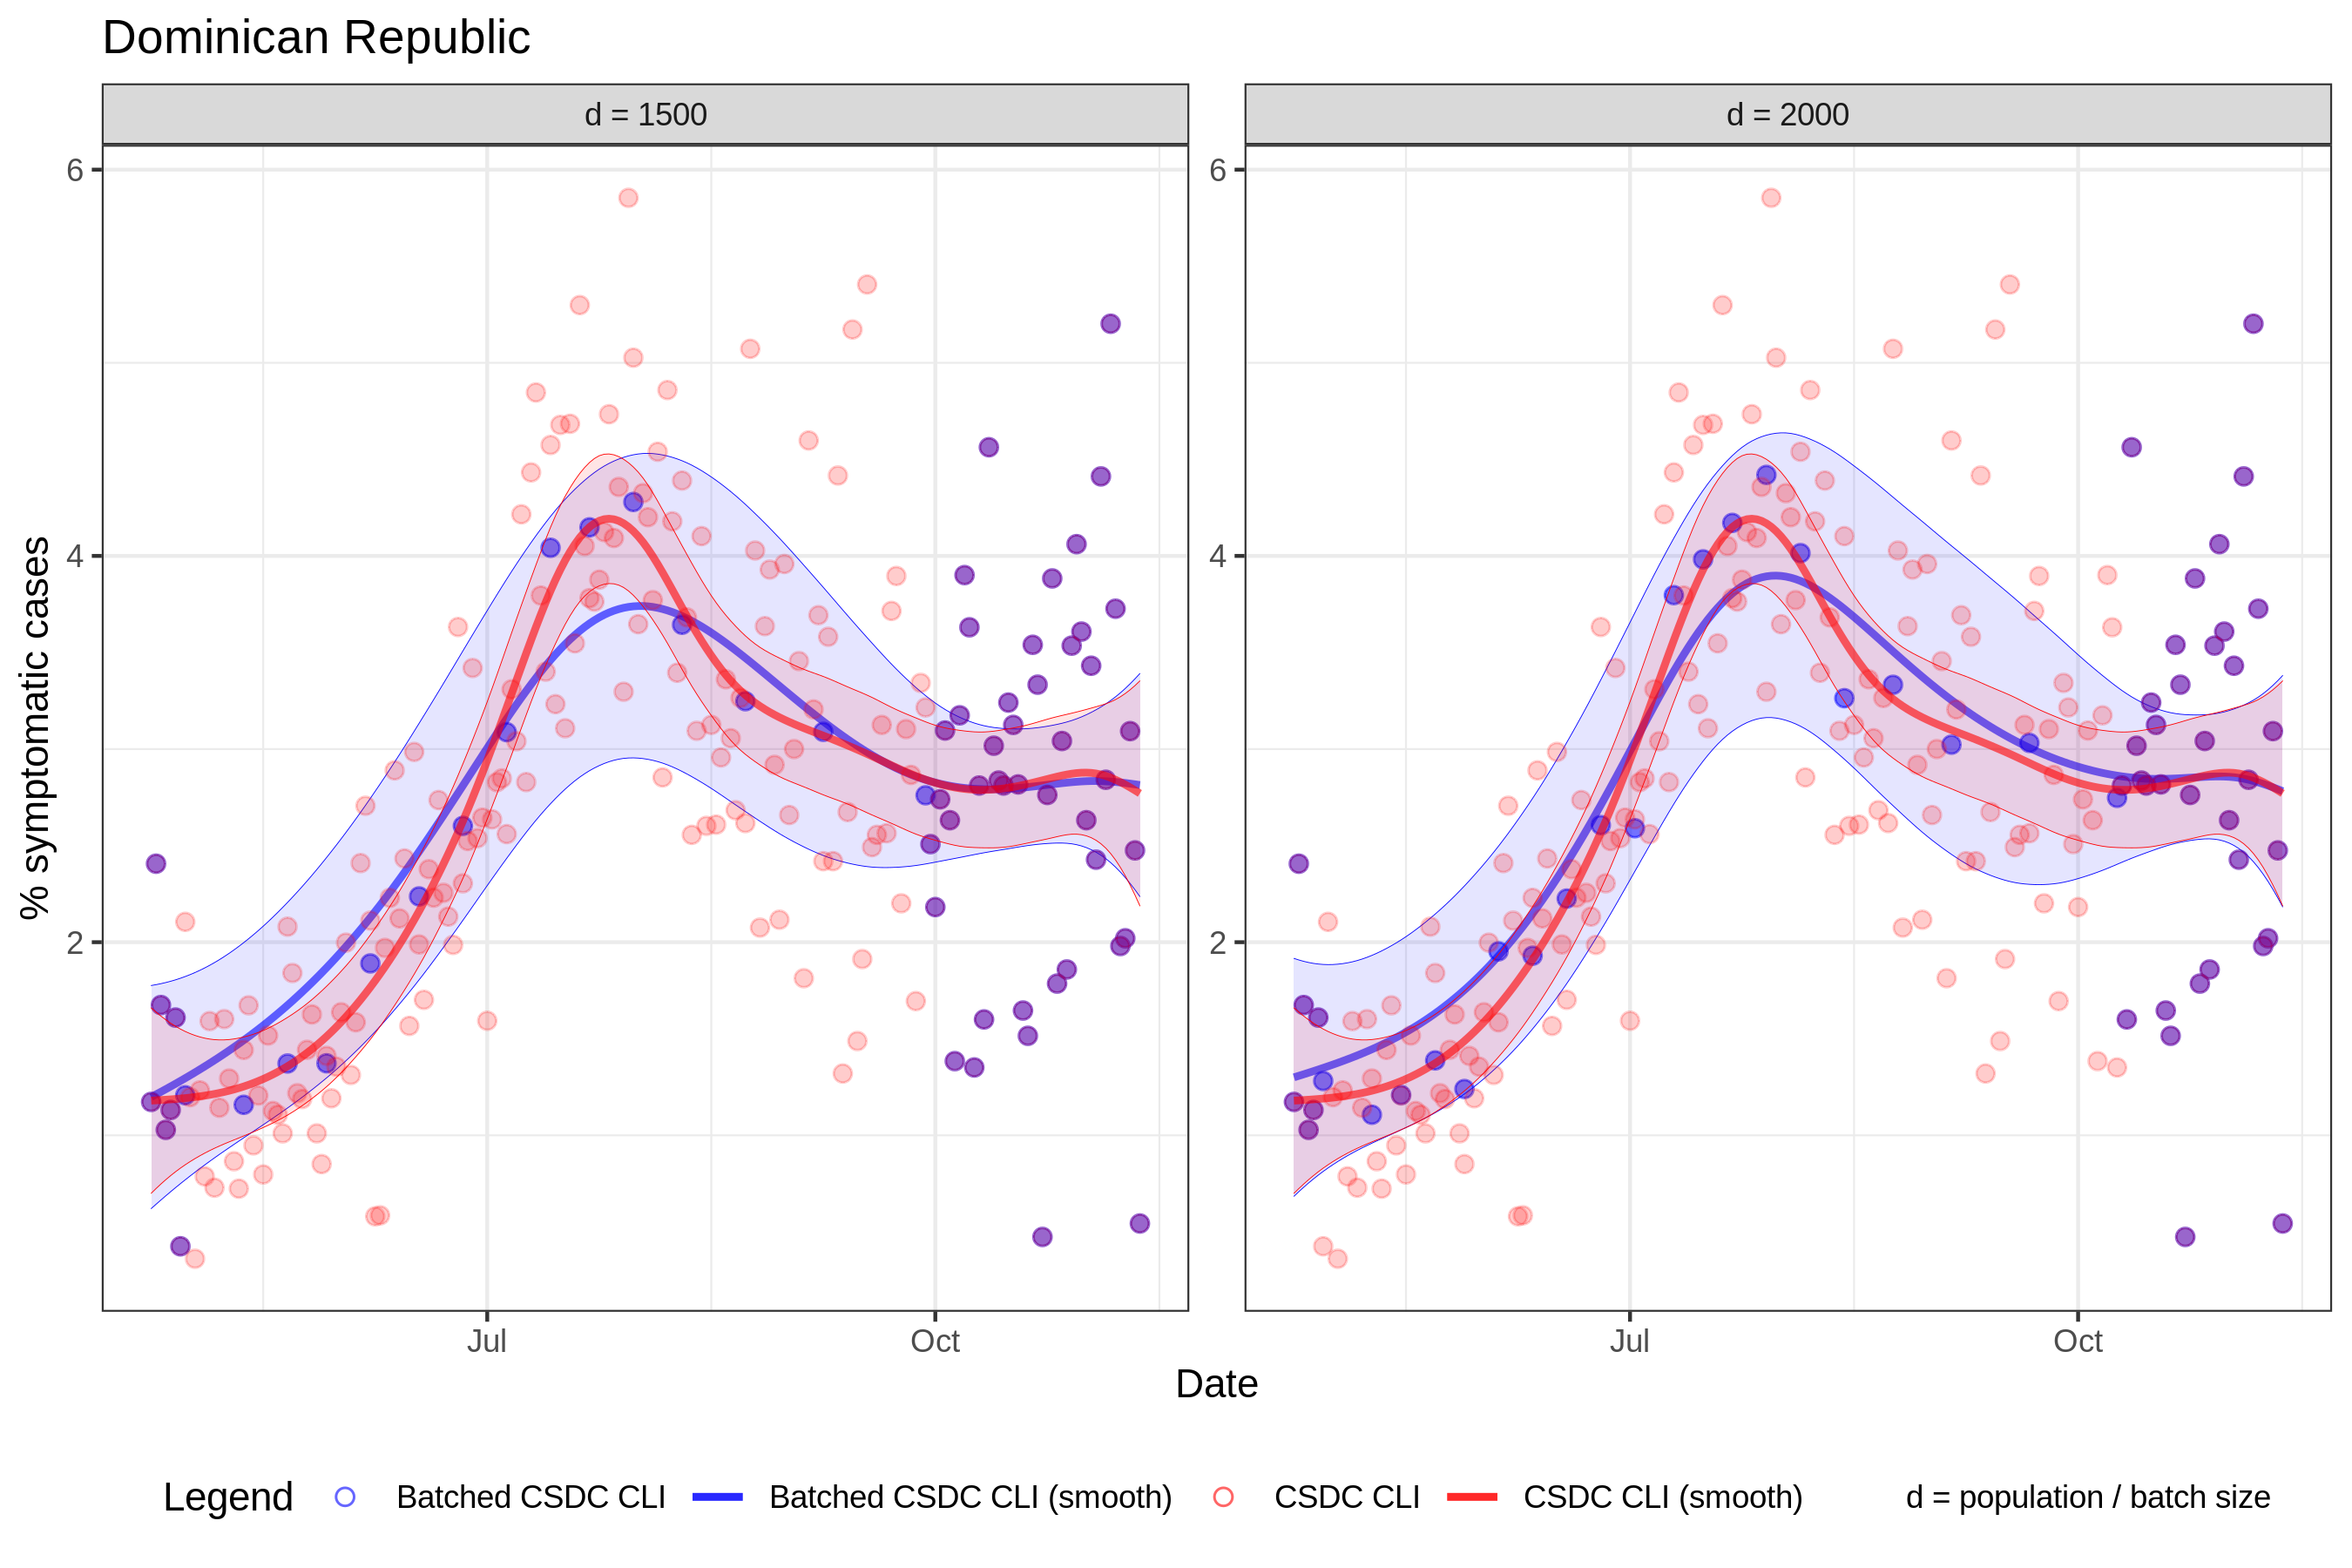 Dominican Republic
d = 1500
d = 2000
% symptomatic cases
6
4
2
6
4
2
Jul
Oct
Jul
Oct
Date
Legend
Batched CSDC CLI
Batched CSDC CLI (smooth)
CSDC CLI
CSDC CLI (smooth)
d = population / batch size